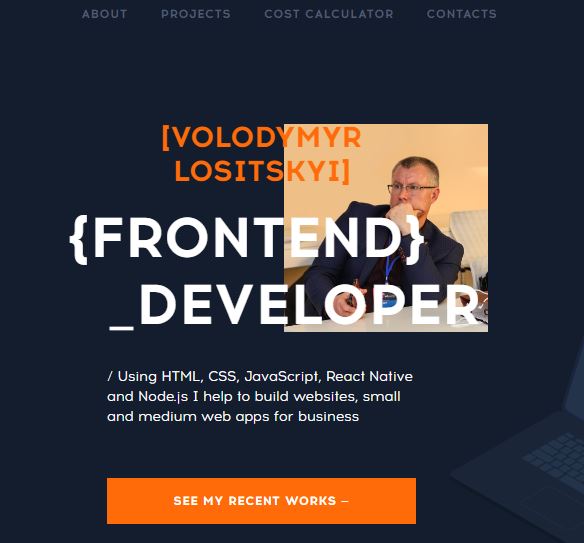 ABOUT PROJECTS COST CALCULATOR CONTACTS
[VOLODYMYR
LOSITSKYI]
{FRONTEND}
_DEVELOPER
/ Using HTML, CSS, JavaScript, React Native
and Node.js I help to build websites, small
and medium web apps for business
SEE MY RECENT WORKS –